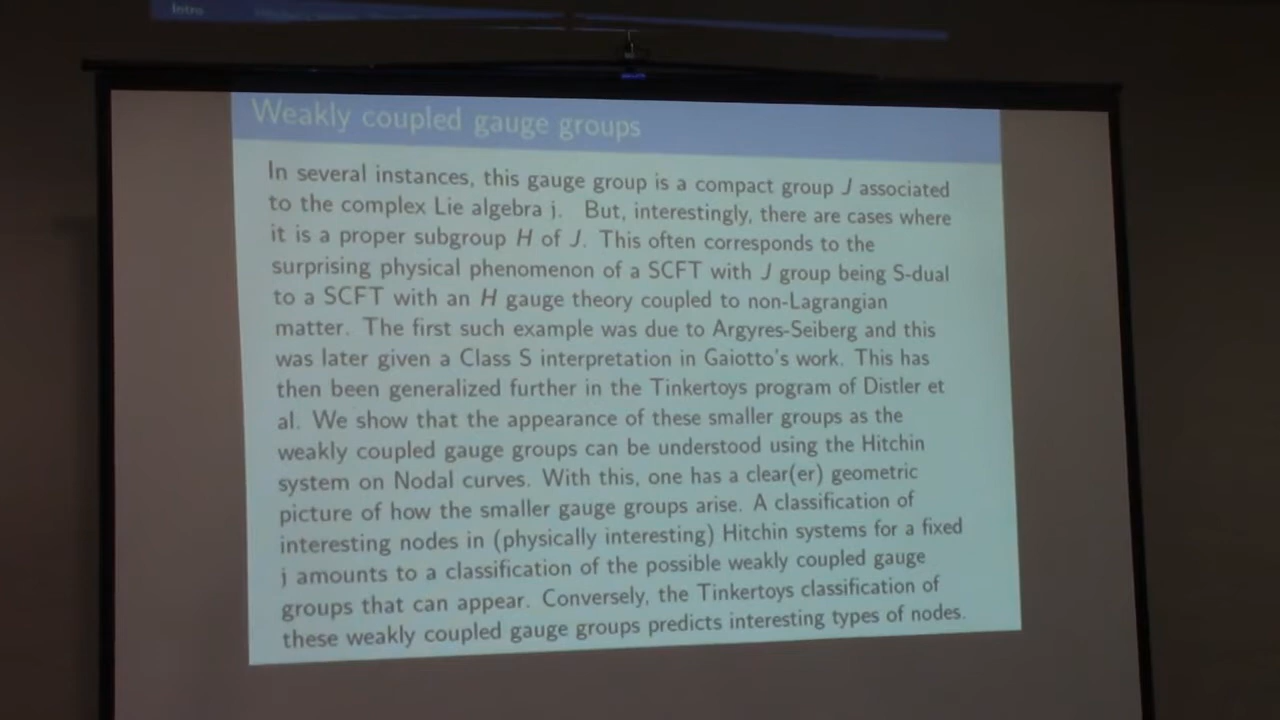 Intro
Weakly coupled gauge groups
In several instances, this gauge group is a compact group J associated
to the complex Lie algebra j. But, interestingly, there are cases where
it is a proper subgroup H of J. This often corresponds to the
surprising physical phenomenon of a SCFT with J group being S-dual
to a SCFT with an H gauge theory coupled to non-Lagrangian
matter. The first such example was due to Argyres-Seiberg and this
was later given a Class S interpretation in Gaiotto's work. This has
then been generalized further in the Tinkertoys program of Distler et
al. We show that the appearance of these smaller groups as the
weakly coupled gauge groups can be understood using the Hitchin
system on Nodal curves. With this, one has a clear(er) geometric
picture of how the smaller gauge groups arise. A classification of
interesting nodes in (physically interesting) Hitchin systems for a fixed
j amounts to a classification of the possible weakly coupled gauge
groups that can appear. Conversely, the Tinkertoys classification of
these weakly coupled gauge groups predicts interesting types of nodes.